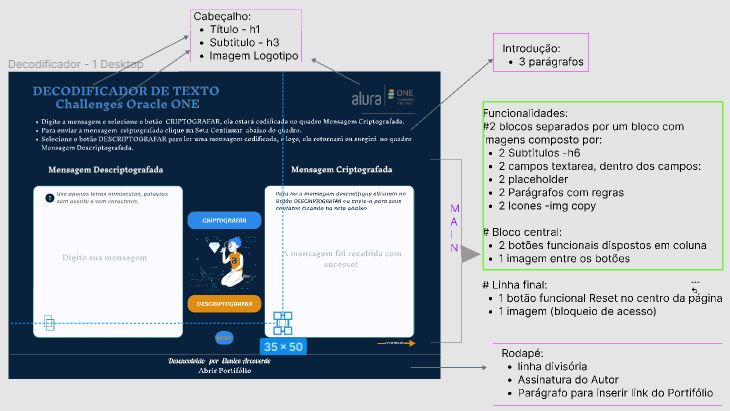 Cabeçalho:
• Título - h1
• Subtitulo - h3
• Imagem Logotipo
Introdução:
• 3 parágrafos
Decodificador - 1 Desktop
DECODIFICADOR DE TEXTO
Challenges Oracle ONE
alura
ONE
• Digite a mensagem e selecione o botão CRIPTOGRAFAR, ela estará codificada no quadro Mensagem Criptografada.
• Para enviar a mensagem criptografada clique na Seta Continuar abaixo do quadro.
• Selecione o botão DESCRIPTOGRAFAR para ler uma mensagem codificada, e logo, ela retornará ou surgirá no quadro
Mensagem Descriptografada.
Mensagem Descriptografada
Mensagem Criptografada
Use apenas letras minúsculas, palavras
sem acento e sem caracteres.
Para ler a mensagem descodifique clicando no
Botão DESCRIPTOGRAFAR ou envie-a para seus
contatos clicando na seta abaixo
CRIPTOGRAFAR
Digite sua mensagem
A mensagem foi recebida com
sucesso!
DESCRIPTOGRAFAR
35 × 50
Desenvolvido por Eunice Arcoverde
Abrir Portifólio
MAIN
Funcionalidades:
#2 blocos separados por um bloco com
imagens composto por:
• 2 Subtitulos -h6
• 2 campos textarea, dentro dos campos:
• 2 placeholder
• 2 Parágrafos com regras
• 2 Icones -img copy
# Bloco central:
• 2 botões funcionais dispostos em coluna
• 1 imagem entre os botões
# Linha final:
• 1 botão funcional Reset no centro da página
• 1 imagem (bloqueio de acesso)
Rodapé:
• linha divisória
• Assinatura do Autor
• Parágrafo para inserir link do Portifólio